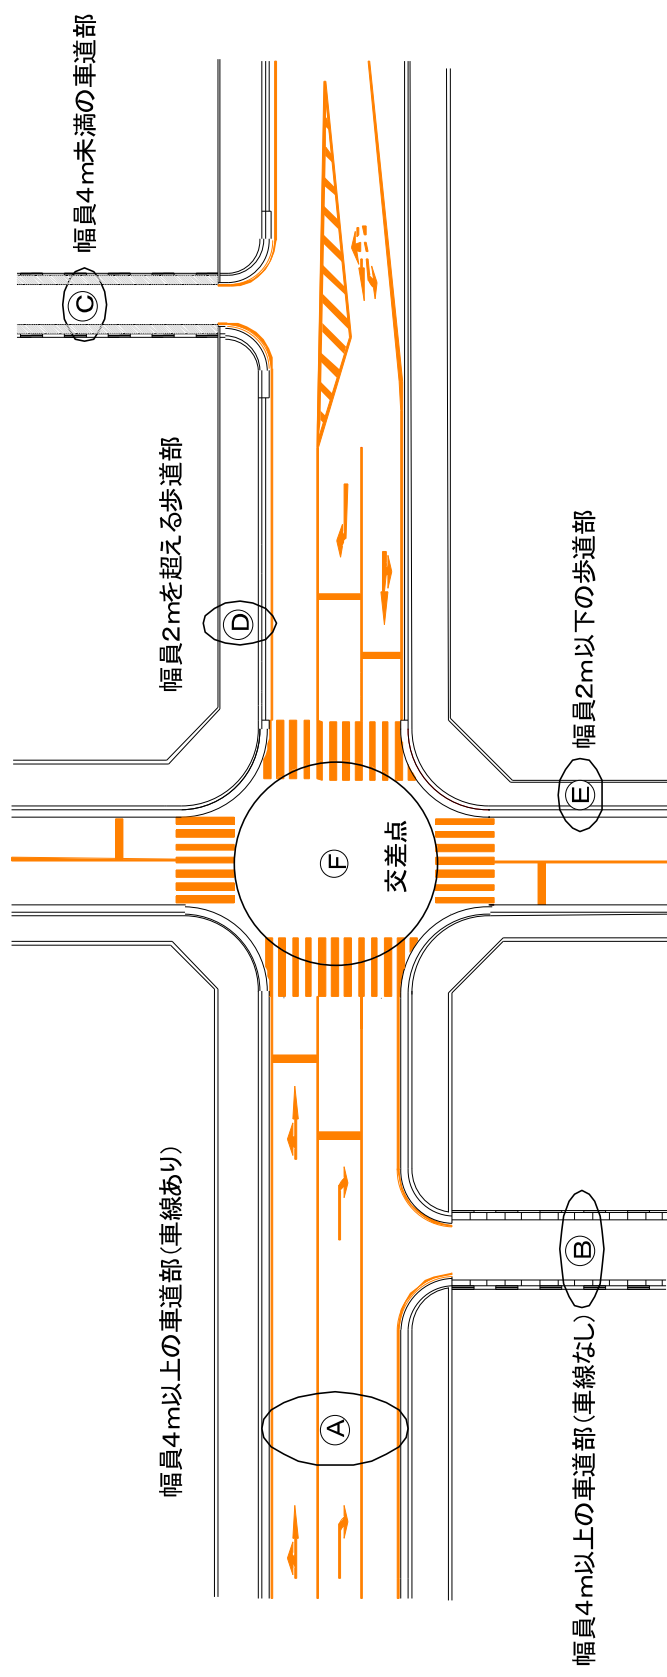 幅員4m以上の車道部(車線あり)
幅員2mを超える歩道部
幅員4m未満の車道部
Ⓒ
Ⓓ
Ⓐ
Ⓕ
交差点
Ⓑ
Ⓔ
幅員4m以上の車道部(車線なし)
幅員2m以下の歩道部